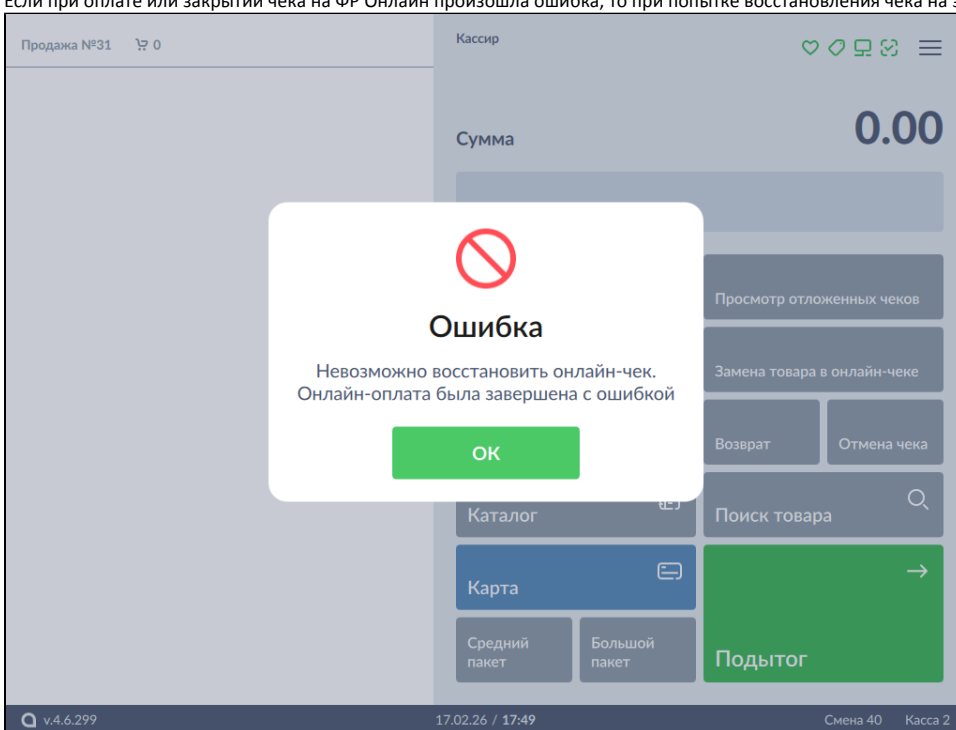 Если при оплате или закрытии чека на ФР Онлайн произошла ошибка, то при попытке восстановления чека на
Продажа №31 0
Кассир
Сумма
0.00
Ошибка
Невозможно восстановить онлайн-чек.
Онлайн-оплата была завершена с ошибкой
ОК
Просмотр отложенных чеков
Замена товара в онлайн-чеке
Возврат
Отмена чека
Каталог
Поиск товара
Карта
Средний
пакет
Большой
пакет
Подытог
v.4.6.299
17.02.26 / 17:49
Смена 40
Касса 2